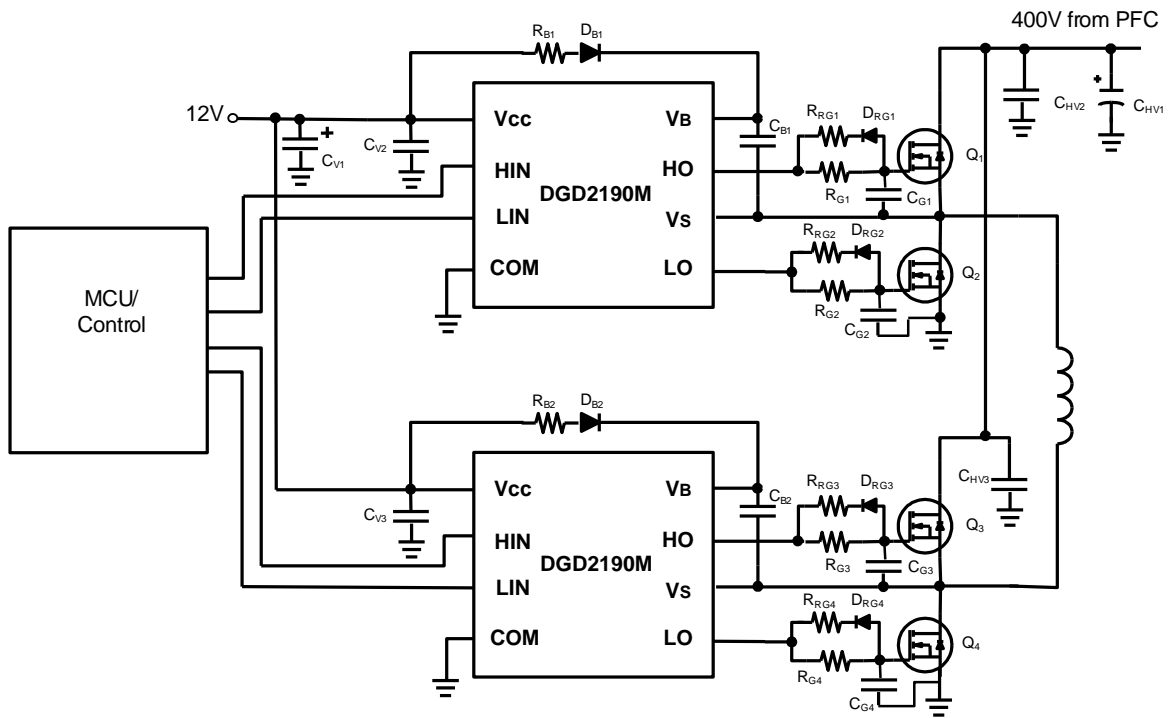 400V from PFC
RB1
DB1
12V
CV1
CV2
Vcc
HIN
LIN
COM
DGD2190M
VB
HO
VS
LO
CB1
RRG1
DRG1
RG1
CG1
Q1
CHV2
CHV1
RRG2
DRG2
RG2
CG2
Q2
MCU/
Control
RB2
DB2
CV3
Vcc
HIN
LIN
COM
DGD2190M
VB
HO
VS
LO
CB2
RRG3
DRG3
RG3
CG3
Q3
CHV3
RRG4
DRG4
RG4
CG4
Q4